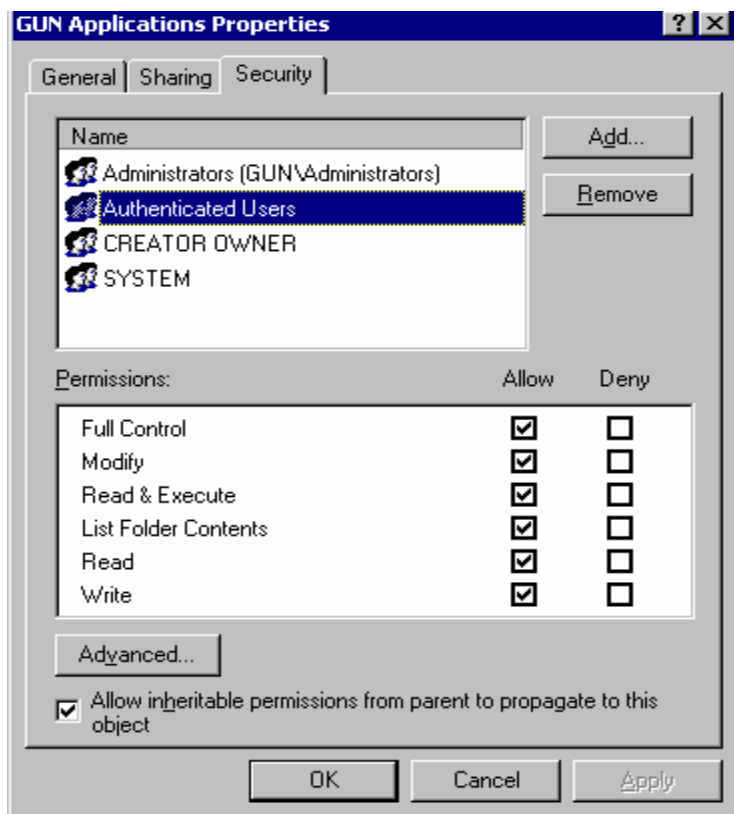 GUN Applications Properties ? X
General Sharing Security
Name
Add...
Administrators (GUN\Administrators)
Authenticated Users
Remove
CREATOR OWNER
SYSTEM
Permissions: Allow Deny
Full Control
Modify
Read & Execute
List Folder Contents
Read
Write
Advanced...
Allow inheritable permissions from parent to propagate to this
object
OK Cancel Apply